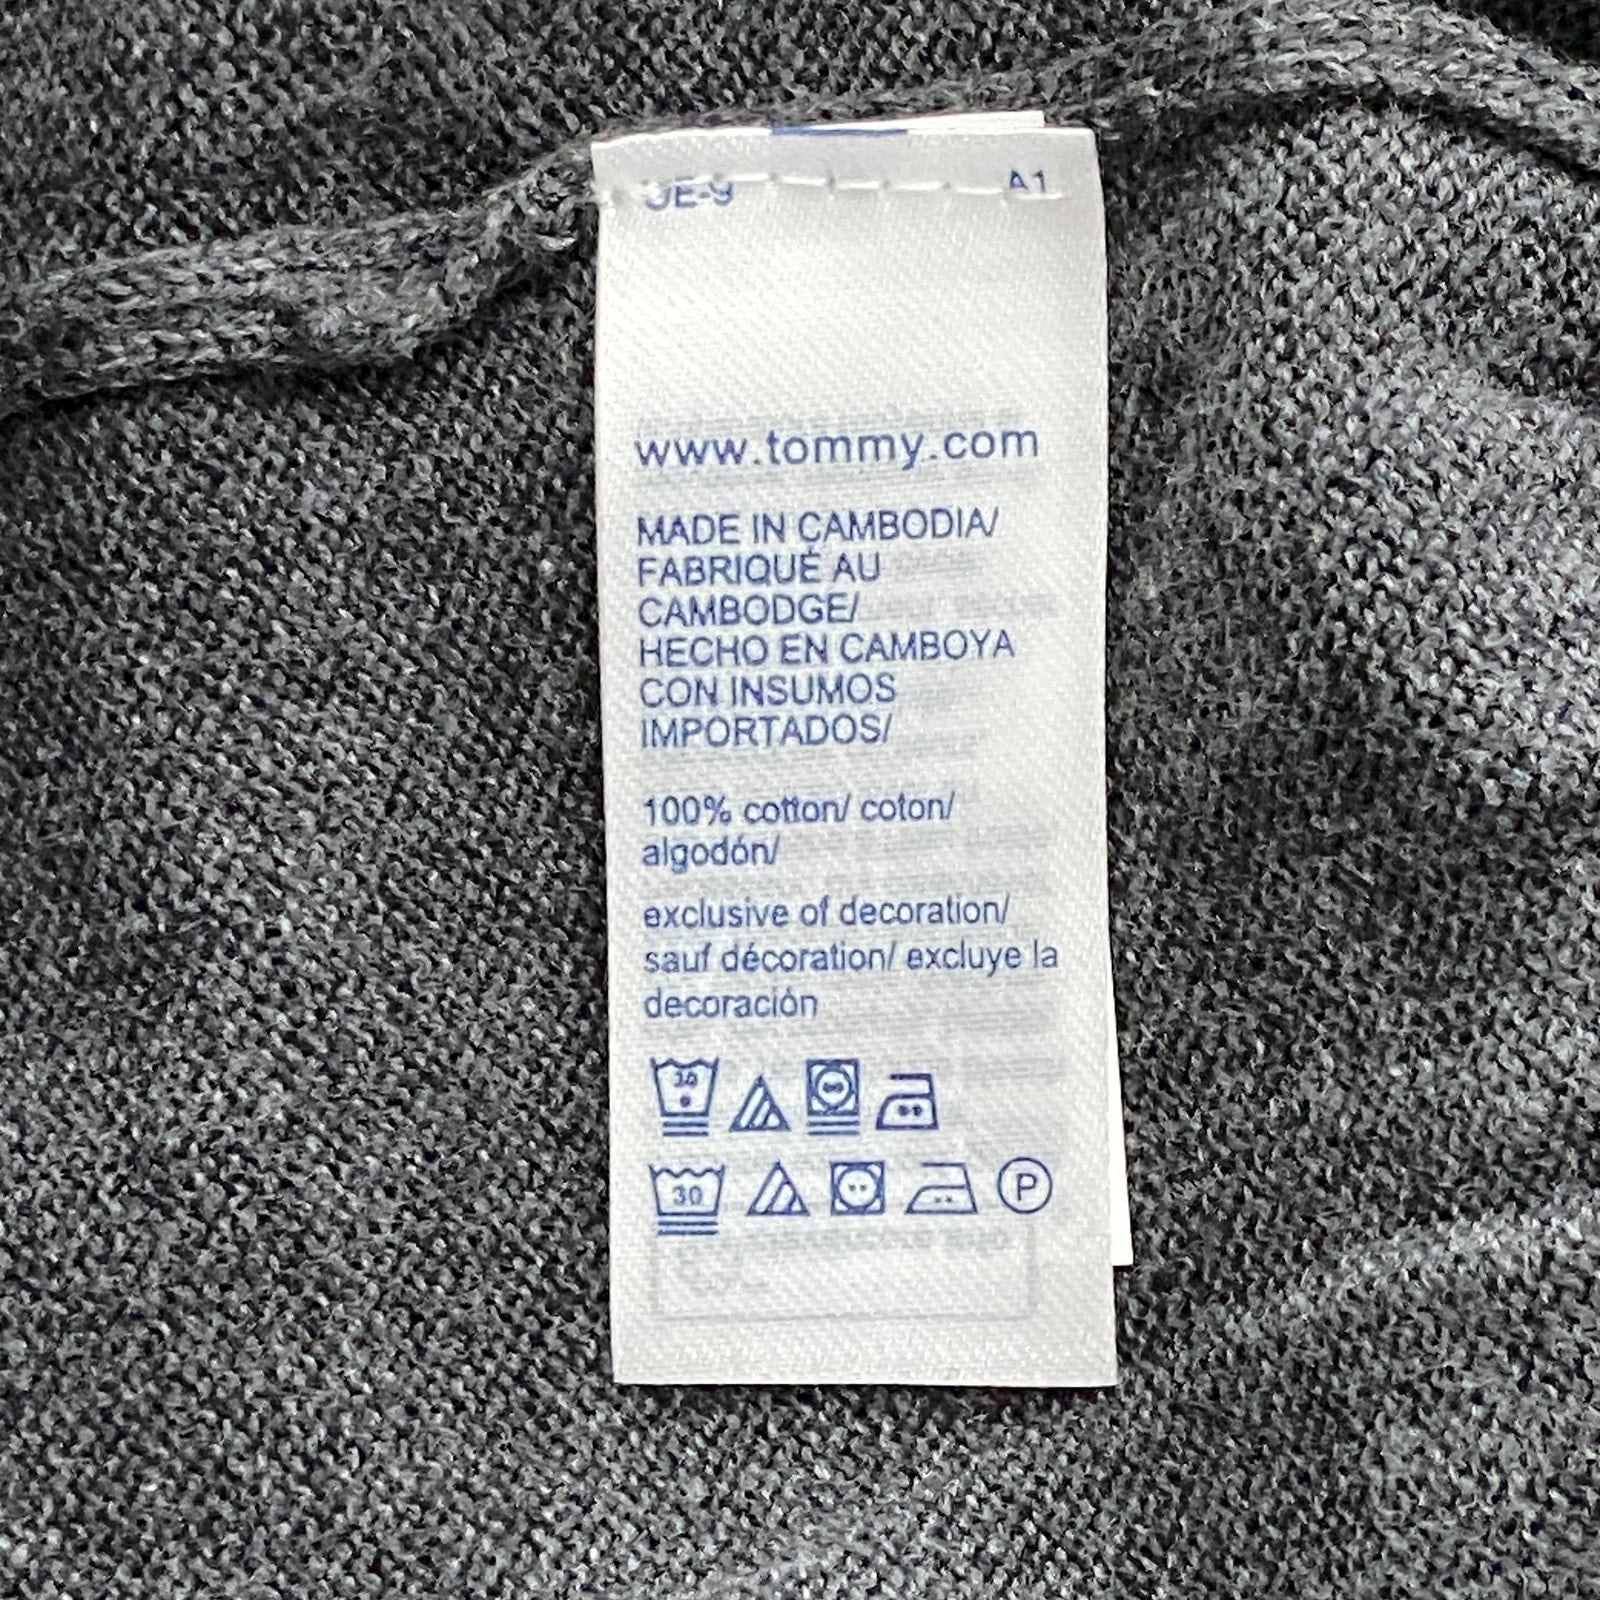 A1
www.tommy.com
MADE IN CAMBODIA/
FABRIQUÉ AU
CAMBODGE/
HECHO EN CAMBOYA
CON INSUMOS
IMPORTADOS/
100% cotton/ coton/
algodón/
exclusive of decoration/
sauf décoration/ excluye la
decoración
30
30 P